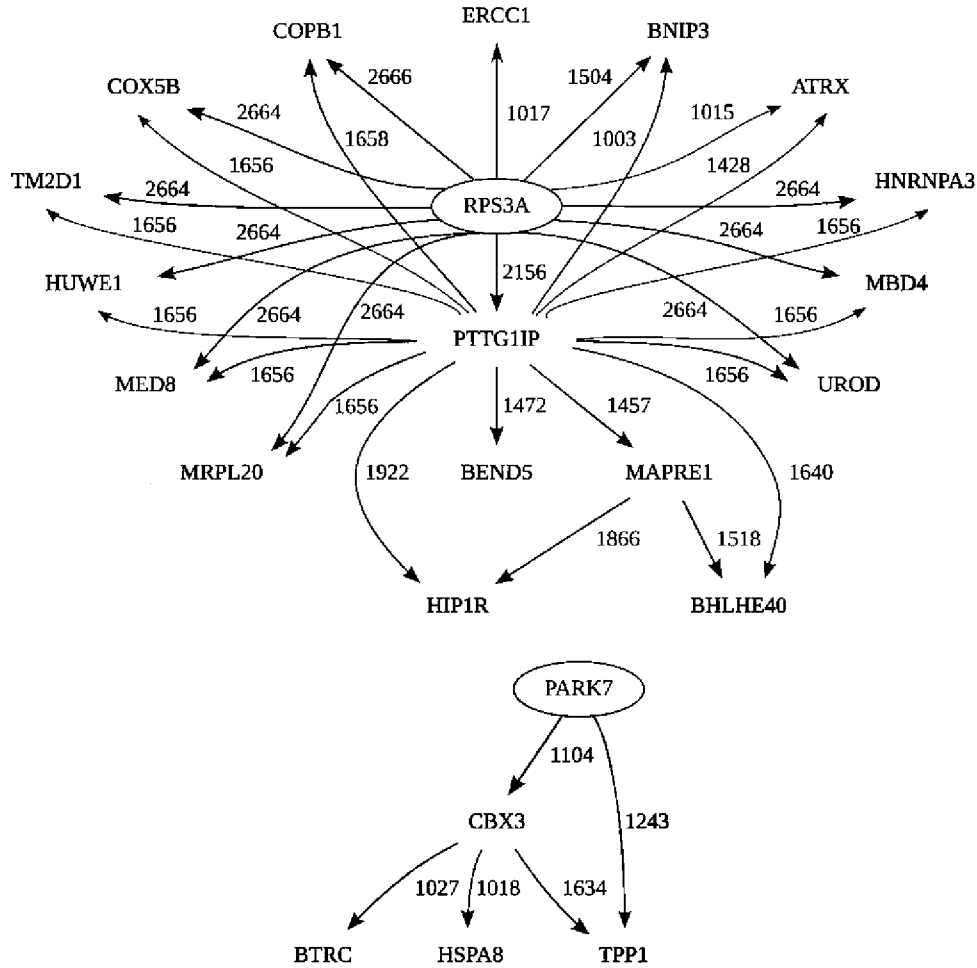 ERCC1
COPB1 BNIP3
2666 1504
COX5B ATRX
2664 1017 1015
1658 1003
1656 1428
TM2D1 2664 RPS3A 2664 HNRNPA3
1656 2664 2664 1656
HUWE1 2156 MBD4
1656 2664 2664 2664 1656
PTTG1IP
MED8 1656 1656 UROD
1656 1472 1457
MRPL20 1922 BEND5 MAPRE1 1640
1866 1518
HIP1R BHLHE40
PARK7
1104
CBX3 1243
1027 1018 1634
BTRC HSPA8 TPP1